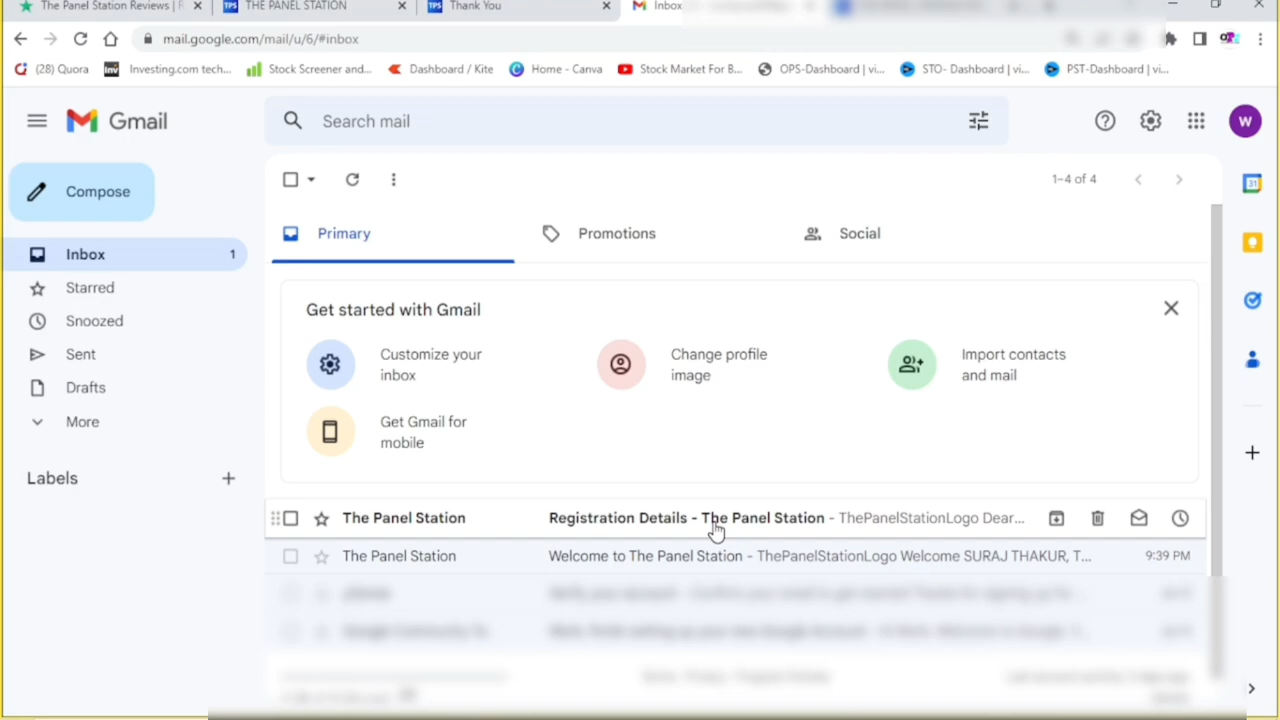 The Panel Station Reviews | R
THE PANEL STATION
Thank You
Inbox
mail.google.com/mail/u/6/#inbox
(28) Quora
Investing.com tech...
Stock Screener and...
Dashboard / Kite
Home - Canva
Stock Market For B...
OPS-Dashboard | vi...
STO- Dashboard | vi...
PST-Dashboard | vi...
Gmail
Search mail
W
Compose
1–4 of 4
31
Primary
Promotions
Social
Inbox 1
Starred
Snoozed
Sent
Drafts
More
Labels
Get started with Gmail
Customize your
inbox
Change profile
image
Import contacts
and mail
Get Gmail for
mobile
The Panel Station Registration Details - The Panel Station - ThePanelStationLogo Dear...
The Panel Station Welcome to The Panel Station - ThePanelStationLogo Welcome SURAJ THAKUR, T... 9:39 PM